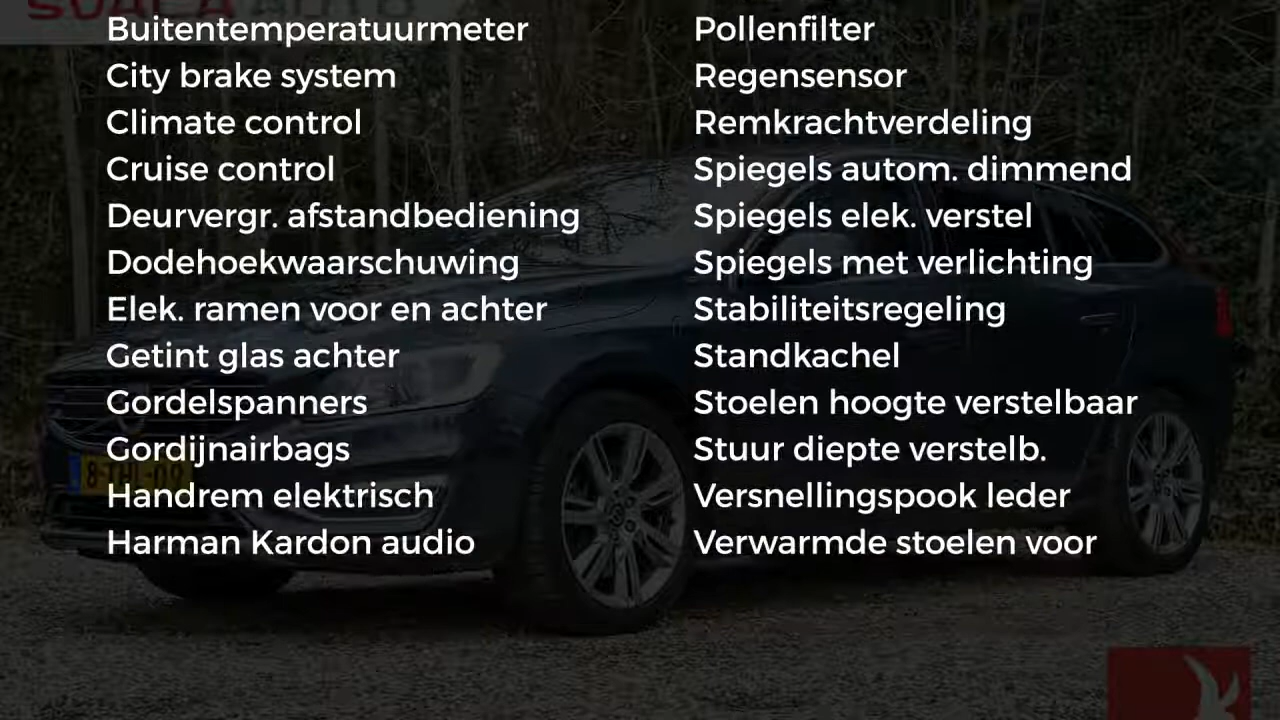 Buitentemperatuurmeter
City brake system
Climate control
Cruise control
Deurvergr. afstandbediening
Dodehoekwaarschuwing
Elek. ramen voor en achter
Getint glas achter
Gordelspanners
Gordijnairbags
Handrem elektrisch
Harman Kardon audio
Pollenfilter
Regensensor
Remkrachtverdeling
Spiegels autom. dimmend
Spiegels elek. verstel
Spiegels met verlichting
Stabiliteitsregeling
Standkachel
Stoelen hoogte verstelbaar
Stuur diepte verstelb.
Versnellingspook leder
Verwarmde stoelen voor